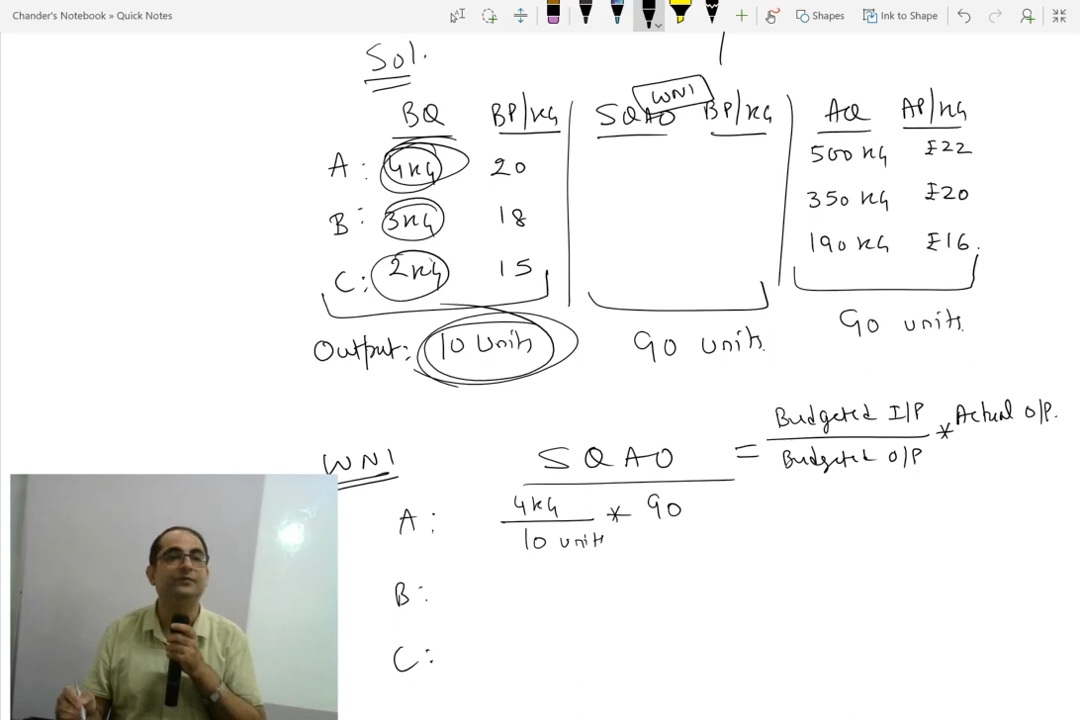 Chander's Notebook » Quick Notes
Shapes
Ink to Shape
Sol.
BQ BP/KG SQAO WN1 BP/KG AQ AP/KG
A: 4KG 20 500 KG £22
B: 3KG 18 350 KG £20
C: 2KG 15 190 KG £16.
Output: 10 Units 90 units. 90 units.
WN1 SQAO = Budgeted I/P * Actual O/P.
Budgeted O/P
A: 4KG * 90
10 units
B:
C: